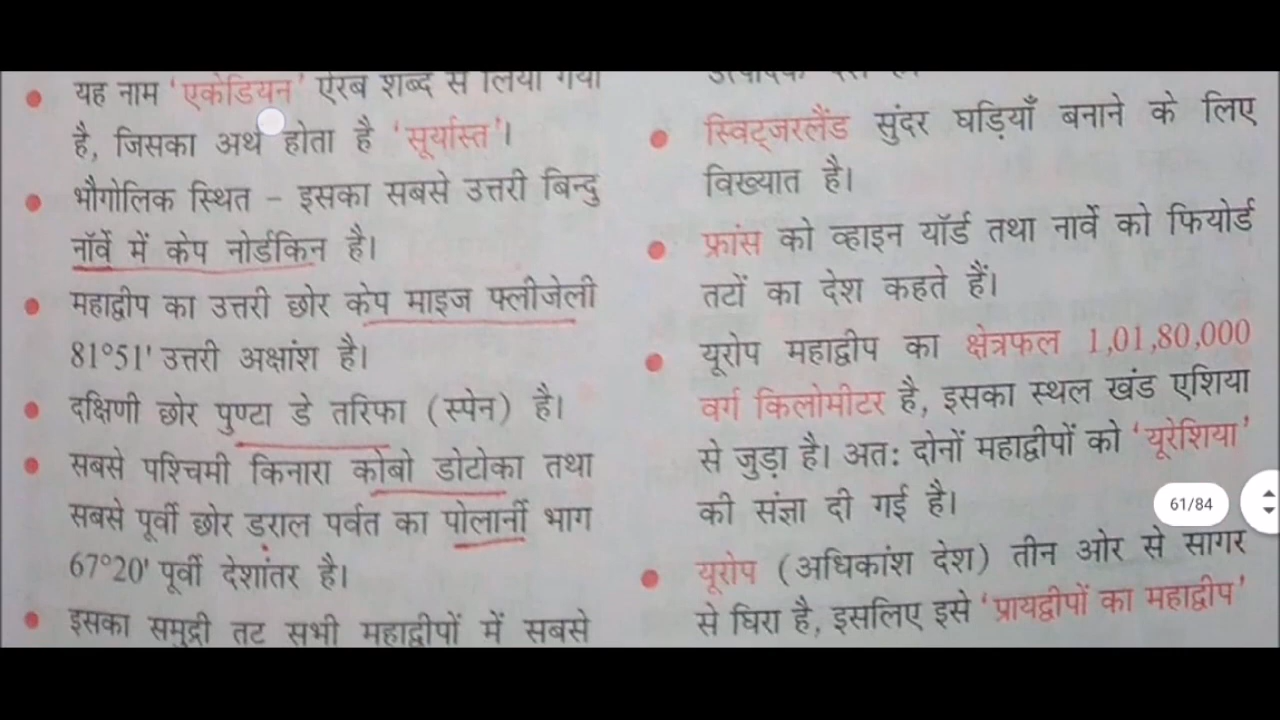 यह नाम 'एकेडियन' ऐरब शब्द से लिया गया
है, जिसका अर्थ होता है 'सूर्यास्त'।
भौगोलिक स्थित – इसका सबसे उत्तरी बिन्दु
नॉर्वे में केप नोर्डकिन है।
महाद्वीप का उत्तरी छोर केप माइज फ्लीजेली
81°51' उत्तरी अक्षांश है।
दक्षिणी छोर पुण्टा डे तरिफा (स्पेन) है।
सबसे पश्चिमी किनारा कोबो डोटोका तथा
सबसे पूर्वी छोर डराल पर्वत का पोलार्नी भाग
67°20' पूर्वी देशांतर है।
इसका समुद्री तट सभी महाद्वीपों में सबसे
स्विट्जरलैंड सुंदर घड़ियाँ बनाने के लिए
विख्यात है।
फ्रांस को व्हाइन यॉर्ड तथा नार्वे को फियोर्ड
तटों का देश कहते हैं।
यूरोप महाद्वीप का क्षेत्रफल 1,01,80,000
वर्ग किलोमीटर है, इसका स्थल खंड एशिया
से जुड़ा है। अतः दोनों महाद्वीपों को 'यूरेशिया'
की संज्ञा दी गई है।
यूरोप (अधिकांश देश) तीन ओर से सागर
से घिरा है, इसलिए इसे 'प्रायद्वीपों का महाद्वीप'
61/84